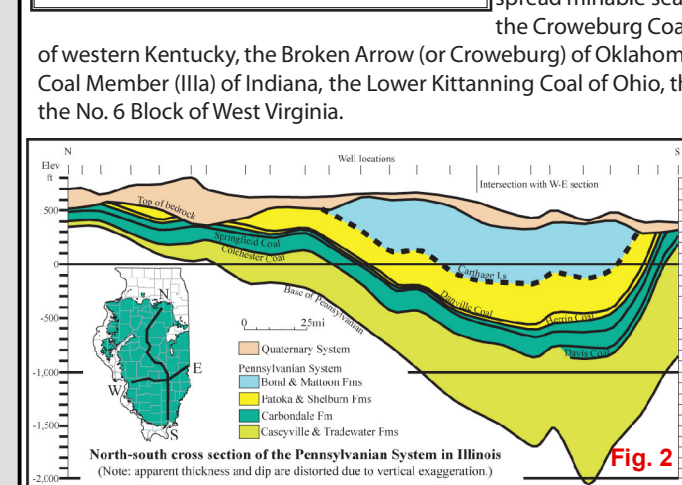 the Croweburg Coa
of western Kentucky, the Broken Arrow (or Croweburg) of Oklahom
Coal Member (IIIa) of Indiana, the Lower Kittanning Coal of Ohio, th
the No. 6 Block of West Virginia.
N
S
Elev
ft
Well locations
Intersection with W-E section
Top of bedrock
500
Springfield Coal
Colchester Coal
0
Carthage Ls
Base of Pennsylvanian
Danville Coal
Herrin Coal
Davis Coal
-500
-1,000
-1,500
-2,000
N
E
W
S
0 25mi
Quaternary System
Pennsylvanian System
Bond & Mattoon Fms
Patoka & Shelburn Fms
Carbondale Fm
Caseyville & Tradewater Fms
North-south cross section of the Pennsylvanian System in Illinois
(Note: apparent thickness and dip are distorted due to vertical exaggeration.)
Fig. 2